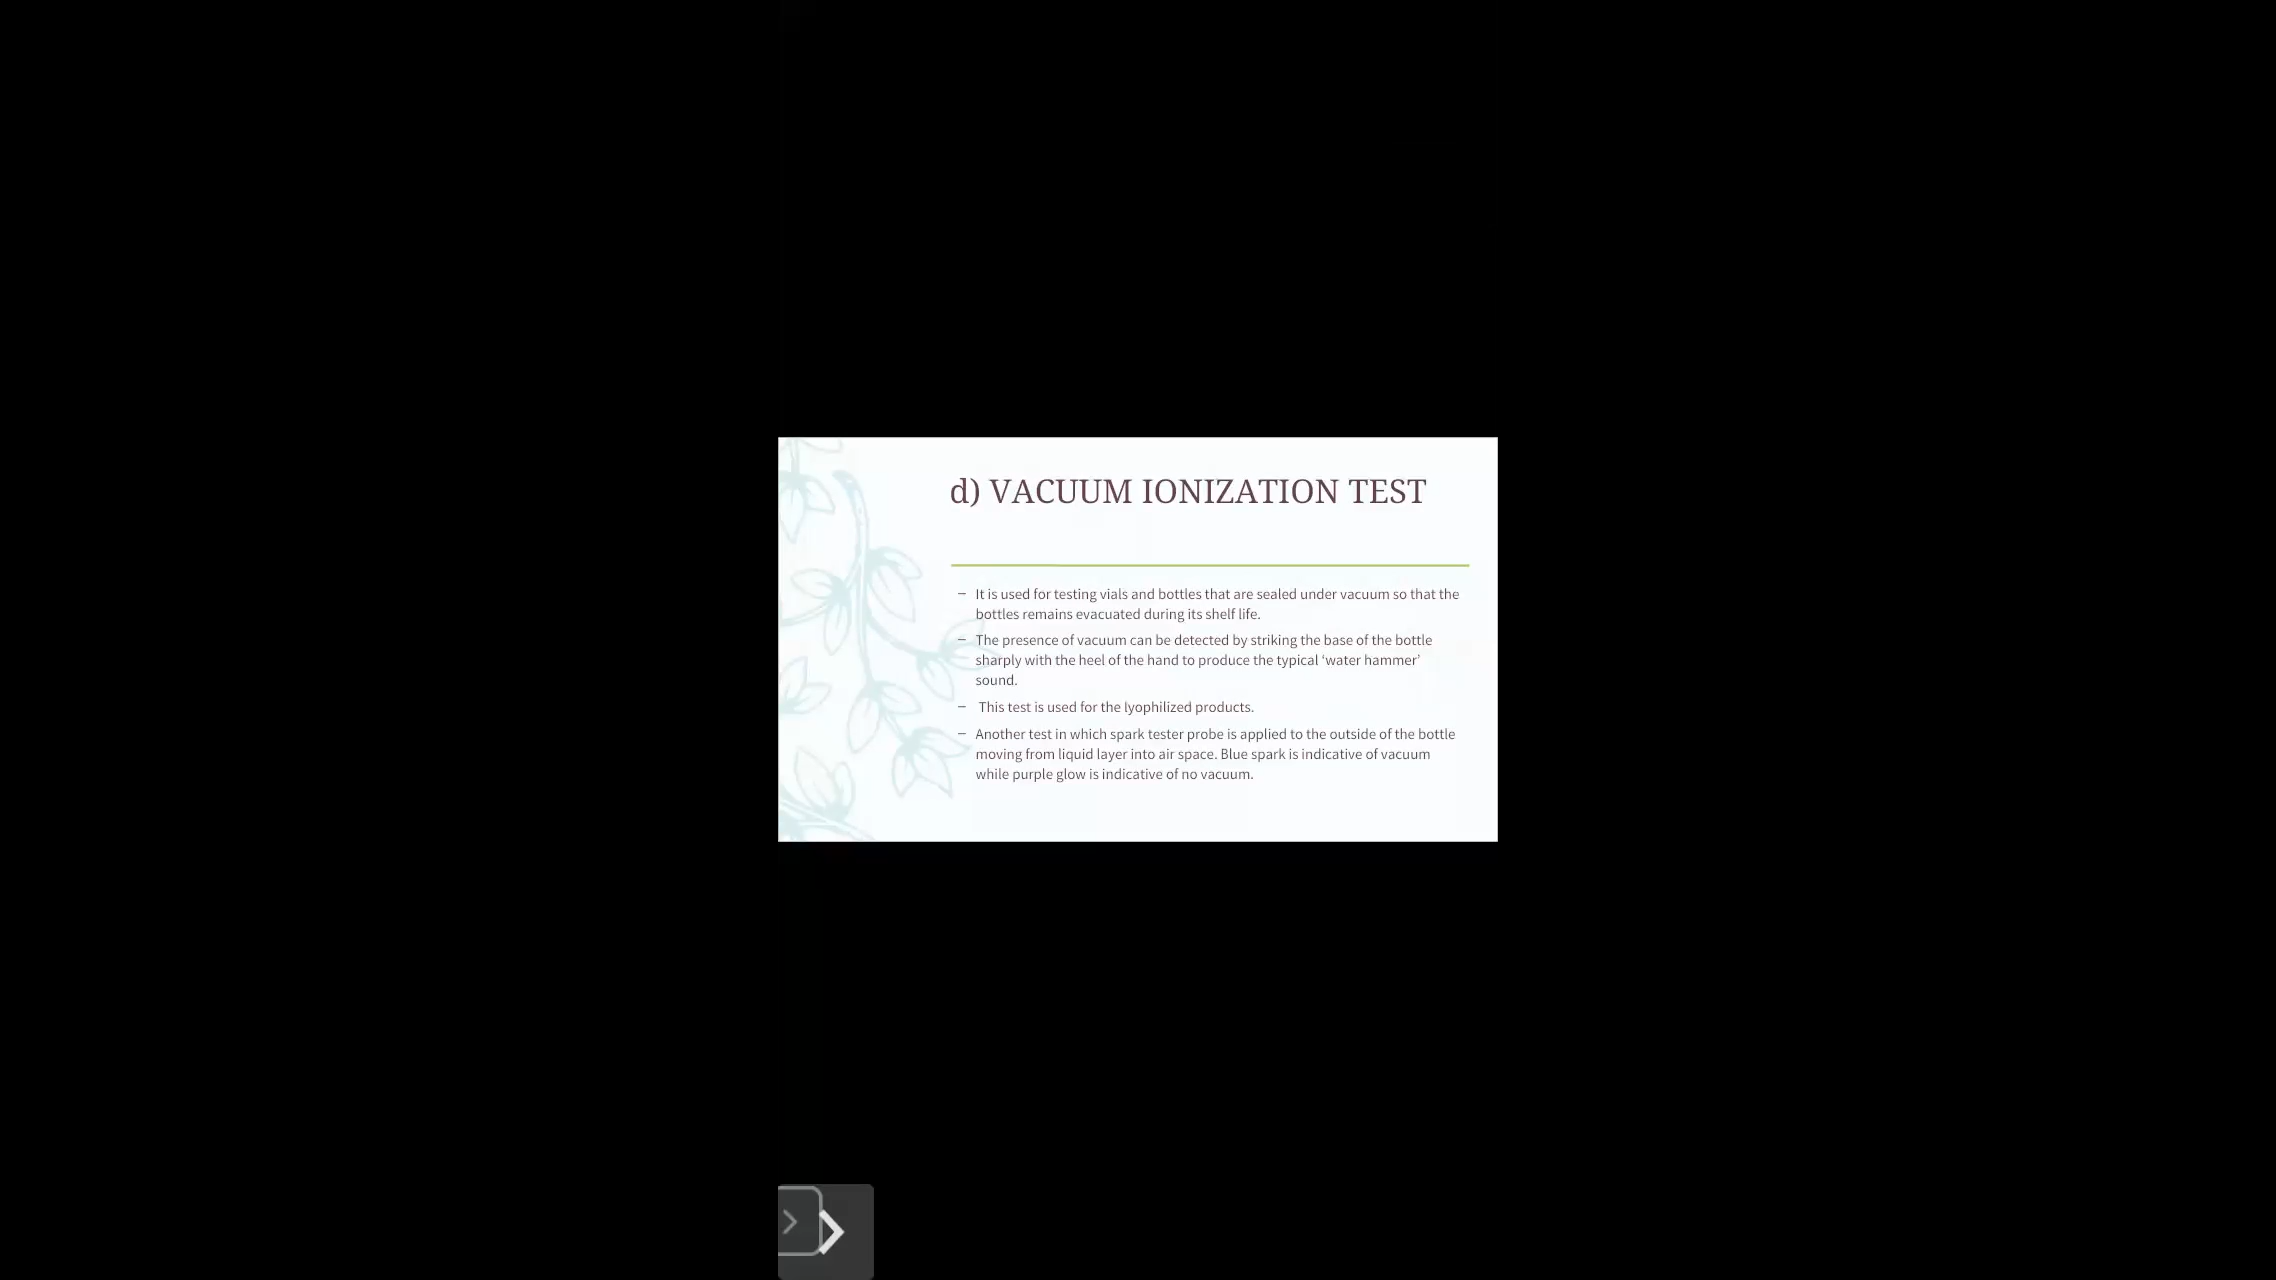 d) VACUUM IONIZATION TEST
– It is used for testing vials and bottles that are sealed under vacuum so that the
bottles remains evacuated during its shelf life.
– The presence of vacuum can be detected by striking the base of the bottle
sharply with the heel of the hand to produce the typical ‘water hammer’
sound.
– This test is used for the lyophilized products.
– Another test in which spark tester probe is applied to the outside of the bottle
moving from liquid layer into air space. Blue spark is indicative of vacuum
while purple glow is indicative of no vacuum.